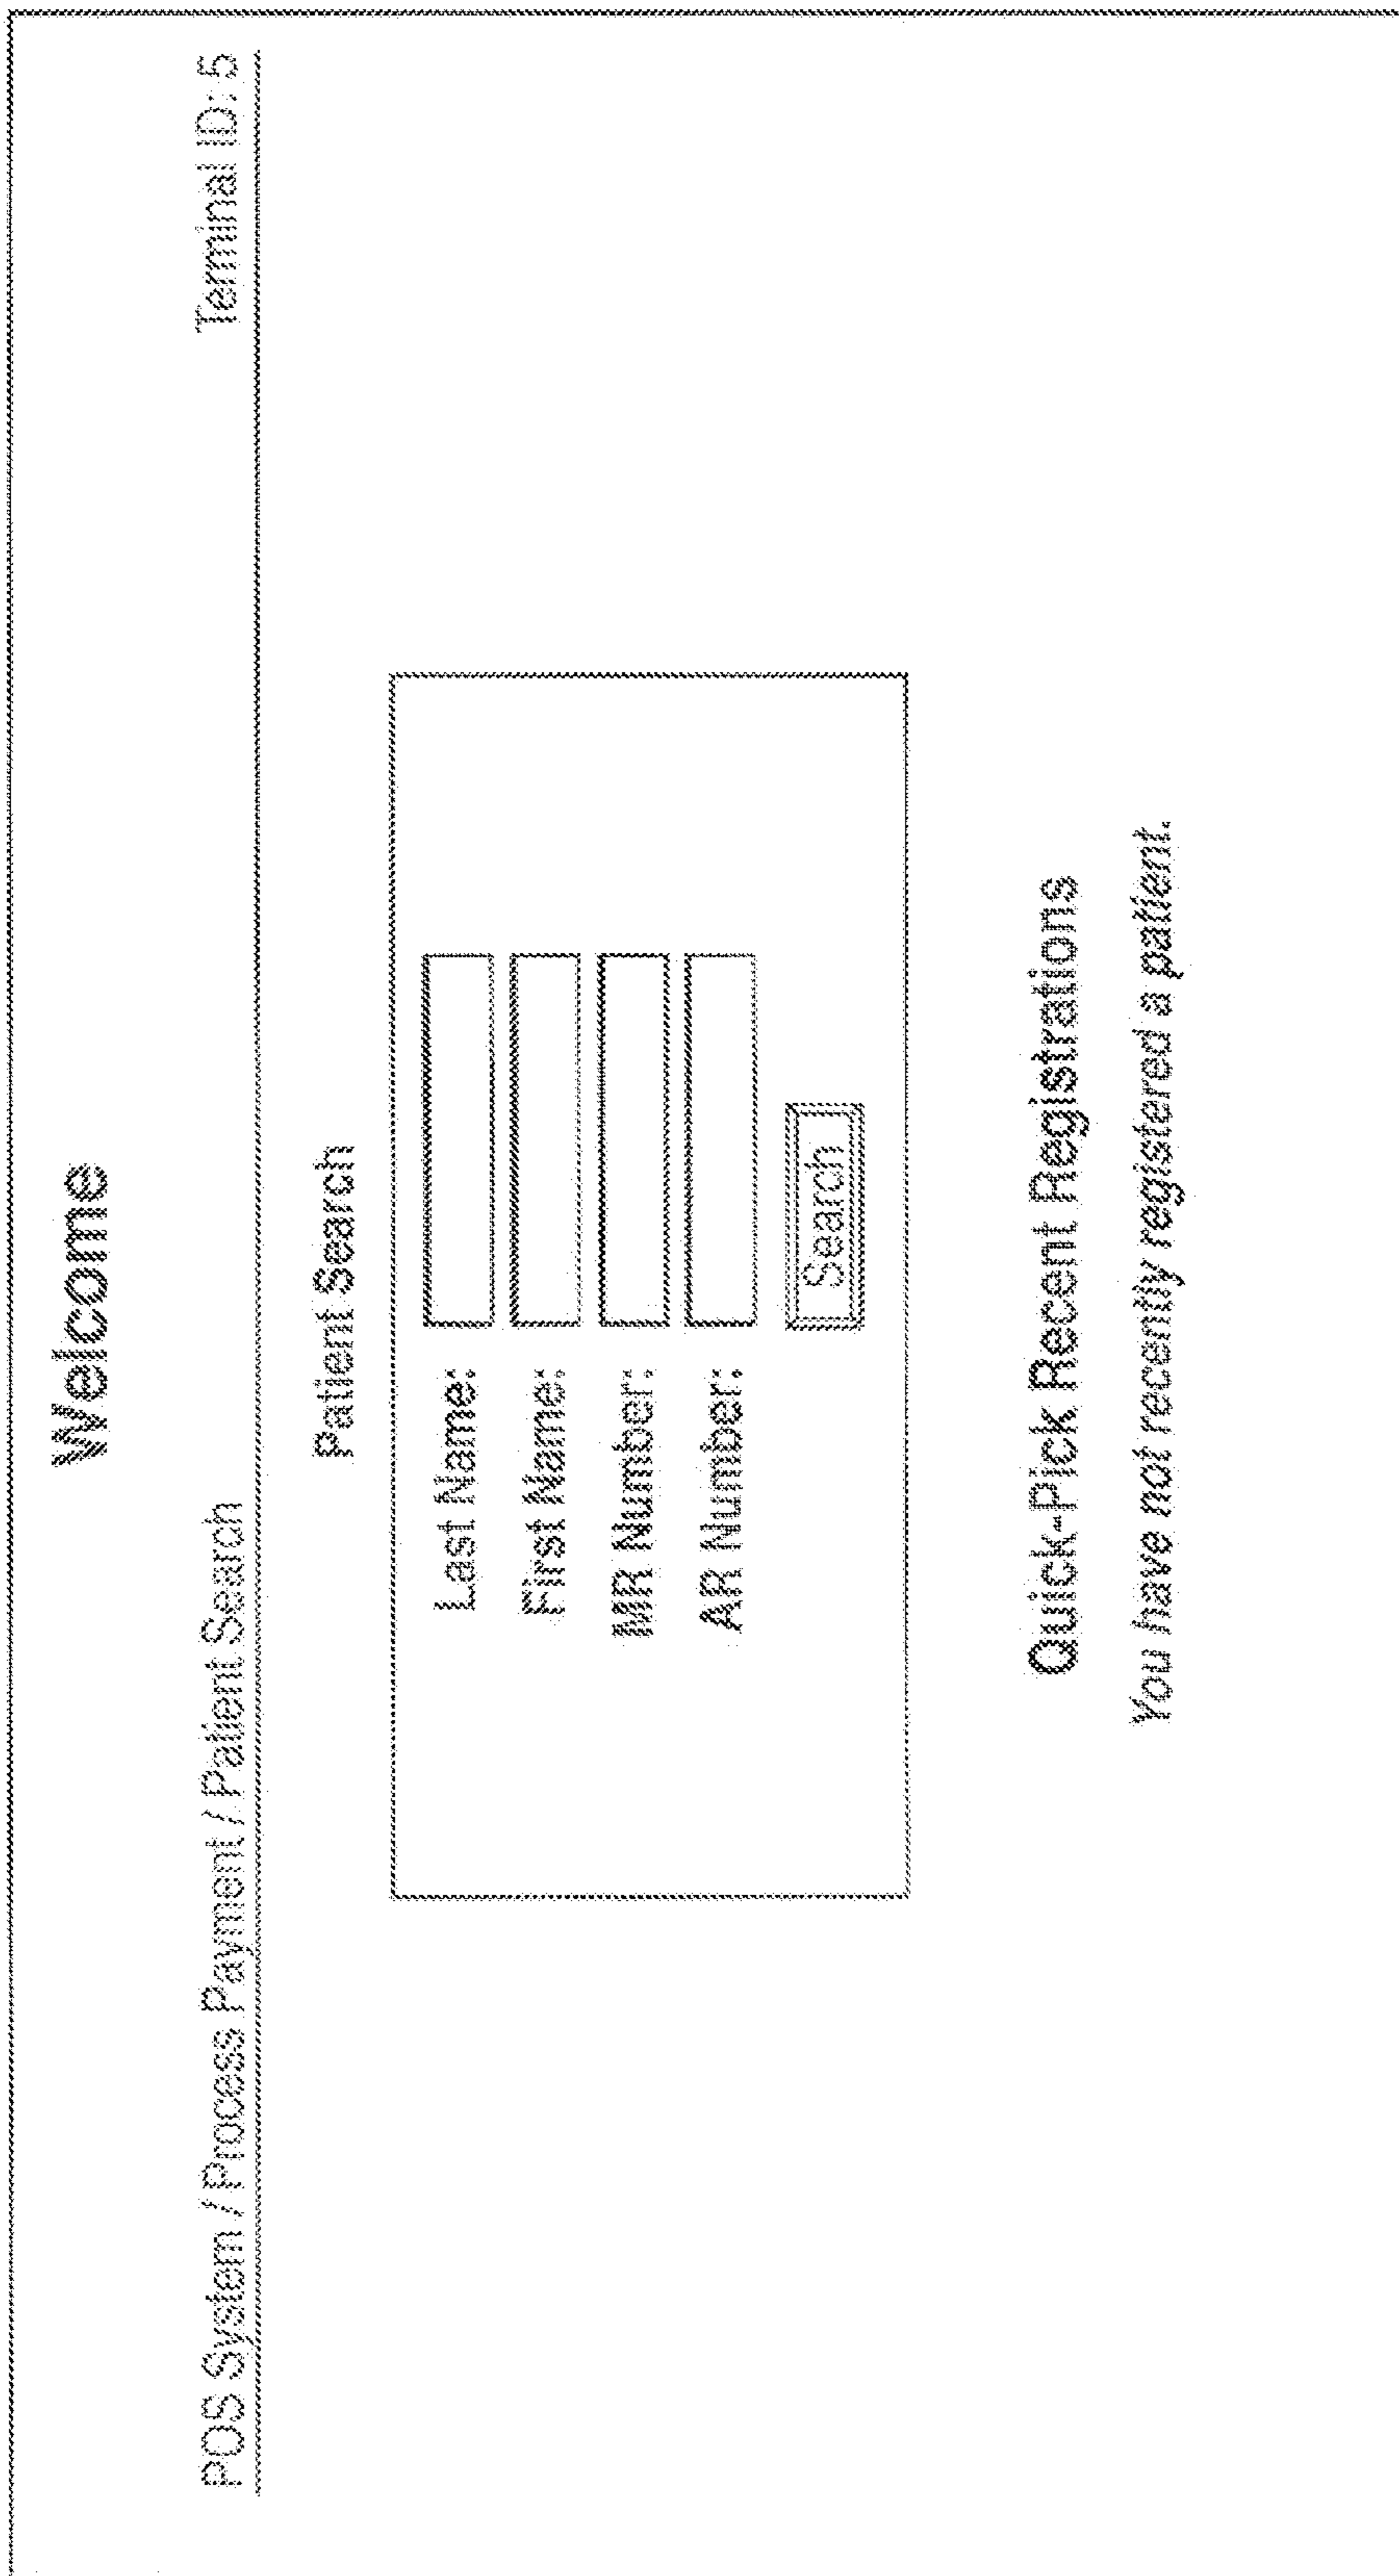 Welcome
POS System / Process Payment / Patient Search Terminal ID: 5
Patient Search
Last Name:
First Name:
MR Number:
AR Number:
Search
Quick-Pick Recent Registrations
You have not recently registered a patient.